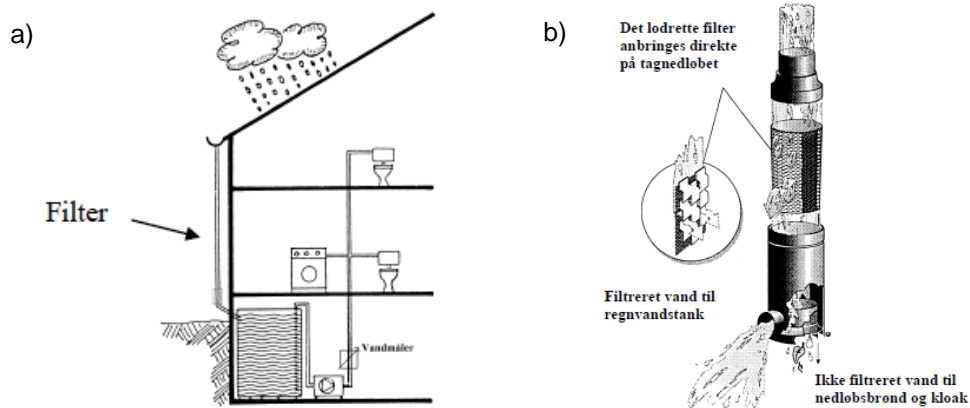 a)
Filter
Vandmåler
b)
Det lodrette filter
anbringes direkte
på tagnedløbet
Filtreret vand til
regnvandstank
Ikke filtreret vand til
nedløbsbrønd og kloak